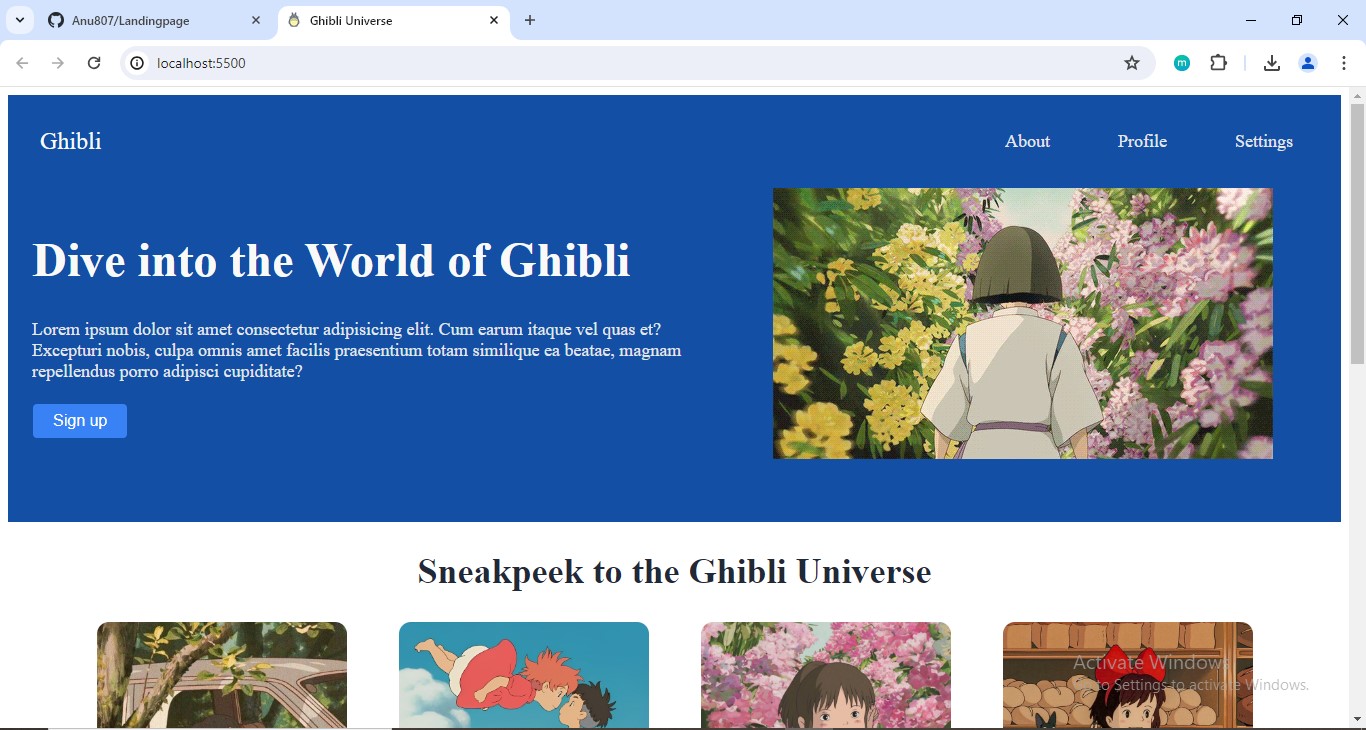 Anu807/Landingpage
Ghibli Universe
localhost:5500
m
Ghibli
About
Profile
Settings
Dive into the World of Ghibli
Lorem ipsum dolor sit amet consectetur adipisicing elit. Cum earum itaque vel quas et?
Excepturi nobis, culpa omnis amet facilis praesentium totam similique ea beatae, magnam
repellendus porro adipisci cupiditate?
Sign up
Sneakpeek to the Ghibli Universe
Activate Windows
Go to Settings to activate Windows.